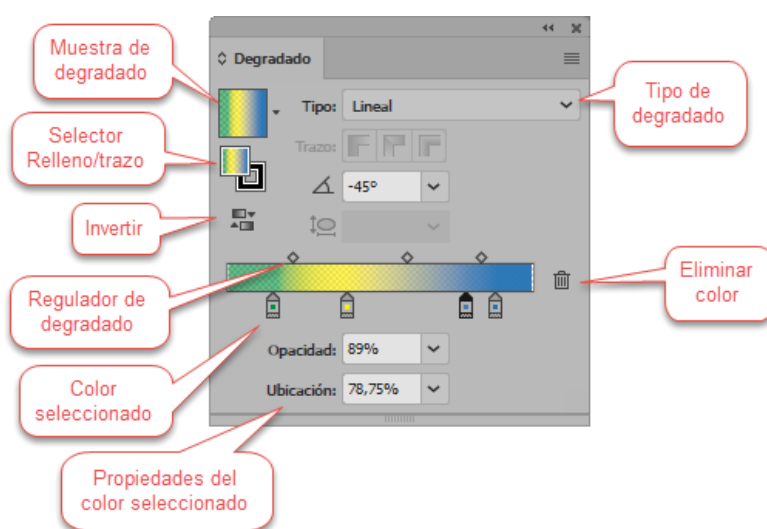 Muestra de
degradado
Degradado
Tipo: Lineal
Tipo de
degradado
Selector
Relleno/trazo
Trazo:
-45º
Invertir
Regulador de
degradado
Eliminar
color
Opacidad: 89%
Color
seleccionado
Ubicación: 78,75%
Propiedades del
color seleccionado